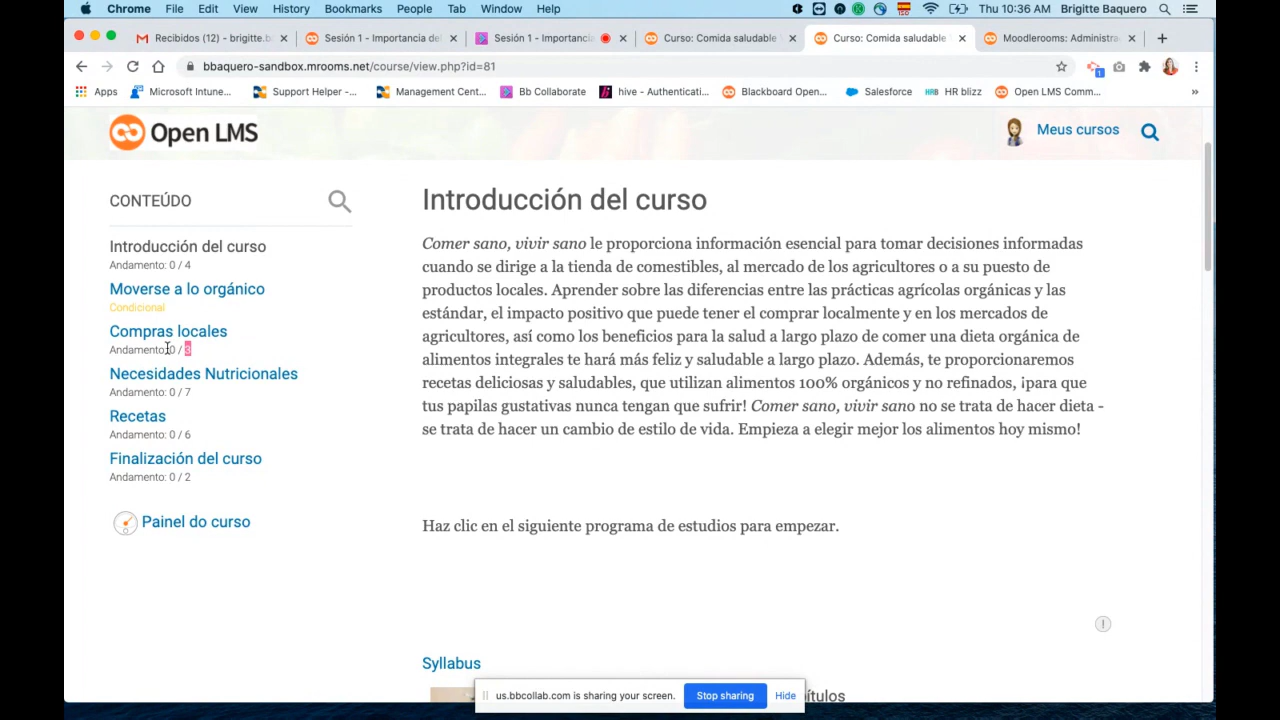 Chrome File Edit View History Bookmarks People Tab Window Help Thu 10:36 AM Brigitte Baquero
Recibidos (12) - brigitte.b Sesión 1 - Importancia de Sesión 1 - Importancia Curso: Comida saludable Curso: Comida saludable Moodlerooms: Administra
bbaquero-sandbox.mrooms.net/course/view.php?id=81
Apps Microsoft Intune... Support Helper -... Management Cent... Bb Collaborate hive - Authenticati... Blackboard Open... Salesforce HRB HR blizz Open LMS Comm... »
Open LMS
Meus cursos
CONTEÚDO
Introducción del curso
Andamento: 0 / 4
Moverse a lo orgánico
Condicional
Compras locales
Andamento: 0 / 3
Necesidades Nutricionales
Andamento: 0 / 7
Recetas
Andamento: 0 / 6
Finalización del curso
Andamento: 0 / 2
Painel do curso
Introducción del curso
Comer sano, vivir sano le proporciona información esencial para tomar decisiones informadas
cuando se dirige a la tienda de comestibles, al mercado de los agricultores o a su puesto de
productos locales. Aprender sobre las diferencias entre las prácticas agrícolas orgánicas y las
estándar, el impacto positivo que puede tener el comprar localmente y en los mercados de
agricultores, así como los beneficios para la salud a largo plazo de comer una dieta orgánica de
alimentos integrales te hará más feliz y saludable a largo plazo. Además, te proporcionaremos
recetas deliciosas y saludables, que utilizan alimentos 100% orgánicos y no refinados, ¡para que
tus papilas gustativas nunca tengan que sufrir! Comer sano, vivir sano no se trata de hacer dieta -
se trata de hacer un cambio de estilo de vida. Empieza a elegir mejor los alimentos hoy mismo!
Haz clic en el siguiente programa de estudios para empezar.
Syllabus
us.bbcollab.com is sharing your screen. Stop sharing Hide